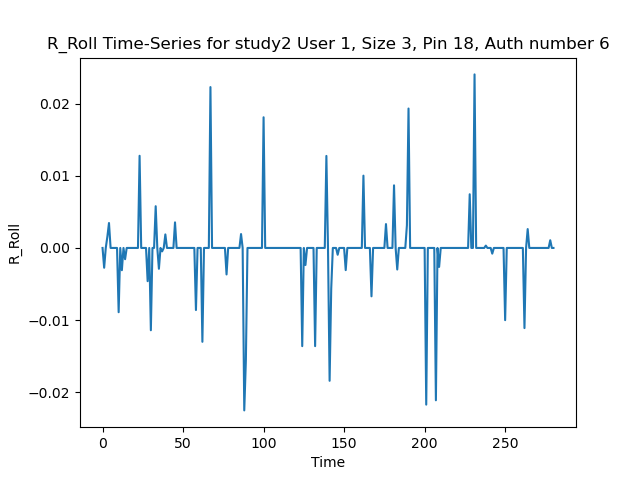 R_Roll Time-Series for study2 User 1, Size 3, Pin 18, Auth number 6
R_Roll
0.02
0.01
0.00
−0.01
−0.02
0 50 100 150 200 250
Time